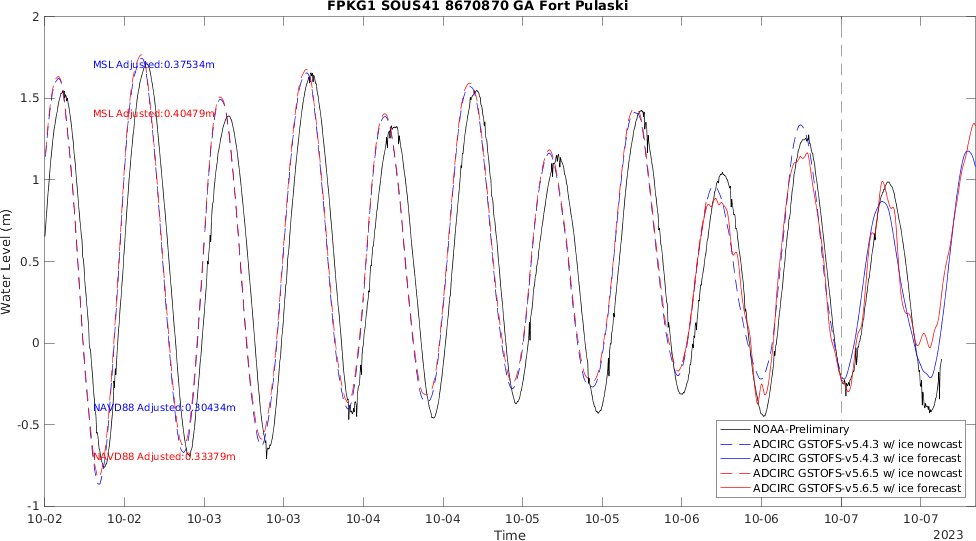 FPKG1 SOUS41 8670870 GA Fort Pulaski
2
1.5
1
0.5
0
-0.5
-1
Water Level (m)
MSL Adjusted:0.37534m
MSL Adjusted:0.40479m
NAVD88 Adjusted:0.30434m
NAVD88 Adjusted:0.33379m
NOAA-Preliminary
ADCIRC GSTOFS-v5.4.3 w/ ice nowcast
ADCIRC GSTOFS-v5.4.3 w/ ice forecast
ADCIRC GSTOFS-v5.6.5 w/ ice nowcast
ADCIRC GSTOFS-v5.6.5 w/ ice forecast
10-02 10-02 10-03 10-03 10-04 10-04 10-05 10-05 10-06 10-06 10-07 10-07
Time
2023